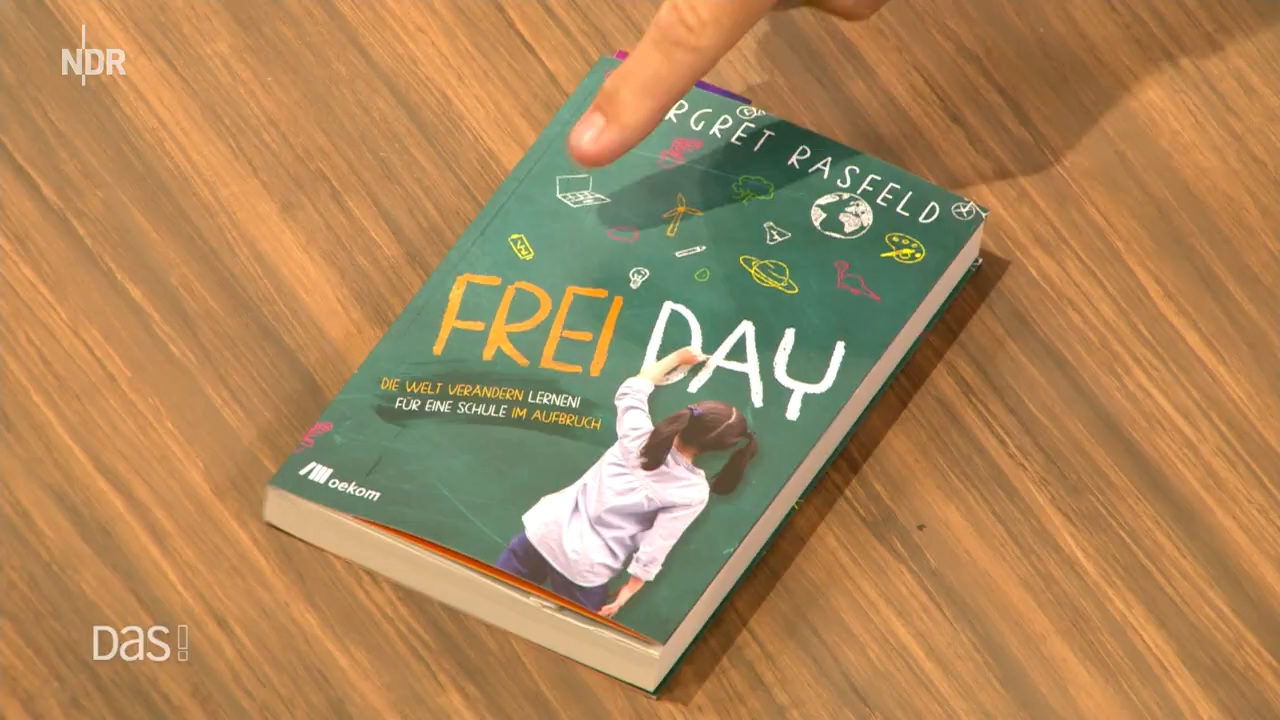 NDR
RGRET RASFELD
FREI DAY
DIE WELT VERÄNDERN LERNEN!
FÜR EINE SCHULE IM AUFBRUCH
oekom
DAS!